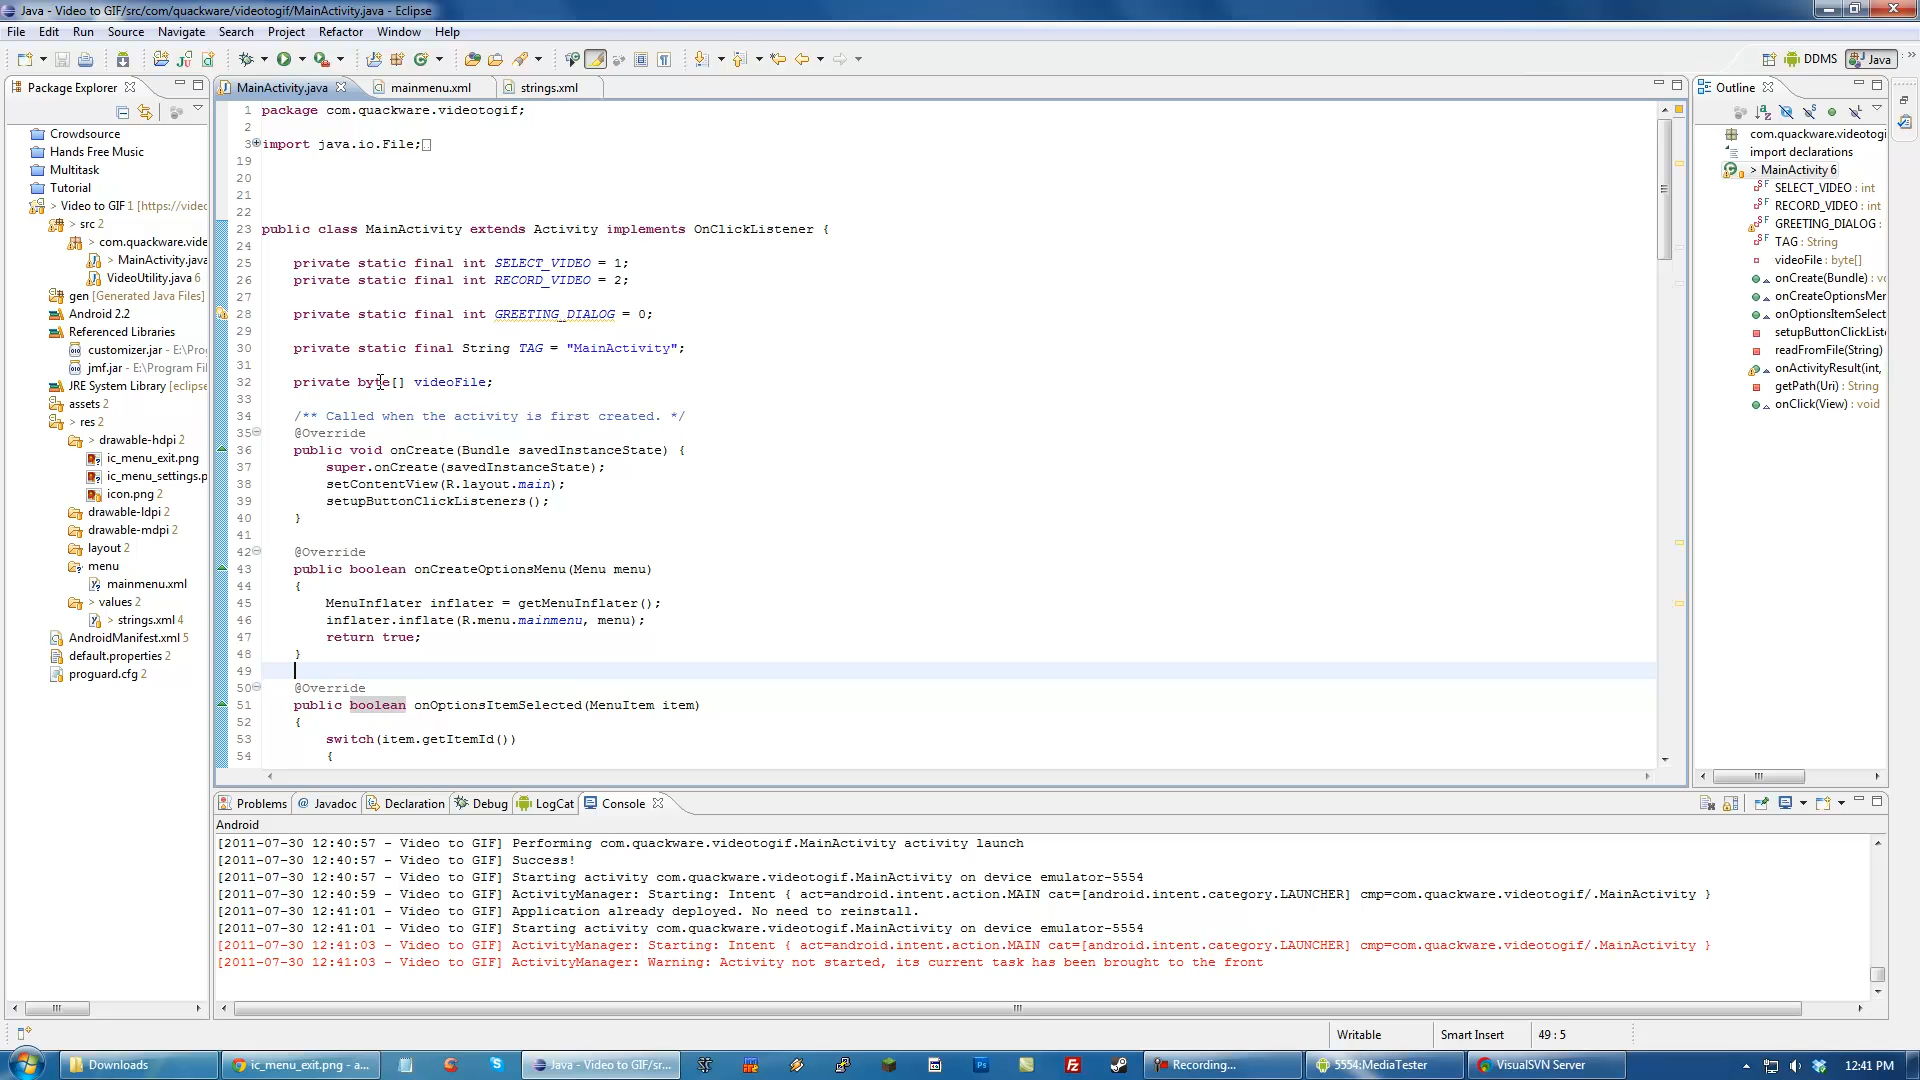 Java - Video to GIF/src/com/quackware/videotogif/MainActivity.java - Eclipse
File Edit Run Source Navigate Search Project Refactor Window Help
DDMS Java
Package Explorer
MainActivity.java mainmenu.xml strings.xml
Outline
Crowdsource
Hands Free Music
Multitask
Tutorial
> Video to GIF 1 [https://videc
> src 2
> com.quackware.vide
> MainActivity.java
VideoUtility.java 6
gen [Generated Java Files]
Android 2.2
Referenced Libraries
customizer.jar - E:\Pro
jmf.jar - E:\Program Fi
JRE System Library [eclipse
assets 2
> res 2
> drawable-hdpi 2
ic_menu_exit.png
ic_menu_settings.p
icon.png 2
drawable-ldpi 2
drawable-mdpi 2
layout 2
menu
mainmenu.xml
> values 2
> strings.xml 4
AndroidManifest.xml 5
default.properties 2
proguard.cfg 2
1 package com.quackware.videotogif;
2
3 import java.io.File;
19
20
21
22
23 public class MainActivity extends Activity implements OnClickListener {
24
25 private static final int SELECT_VIDEO = 1;
26 private static final int RECORD_VIDEO = 2;
27
28 private static final int GREETING_DIALOG = 0;
29
30 private static final String TAG = "MainActivity";
31
32 private byte[] videoFile;
33
34 /** Called when the activity is first created. */
35 @Override
36 public void onCreate(Bundle savedInstanceState) {
37 super.onCreate(savedInstanceState);
38 setContentView(R.layout.main);
39 setupButtonClickListeners();
40 }
41
42 @Override
43 public boolean onCreateOptionsMenu(Menu menu)
44 {
45 MenuInflater inflater = getMenuInflater();
46 inflater.inflate(R.menu.mainmenu, menu);
47 return true;
48 }
49
50 @Override
51 public boolean onOptionsItemSelected(MenuItem item)
52 {
53 switch(item.getItemId())
54 {
com.quackware.videotogi
import declarations
> MainActivity 6
SELECT_VIDEO : int
RECORD_VIDEO : int
GREETING_DIALOG :
TAG : String
videoFile : byte[]
onCreate(Bundle) : vc
onCreateOptionsMer
onOptionsItemSelect
setupButtonClickListe
readFromFile(String)
onActivityResult(int,
getPath(Uri) : String
onClick(View) : void
Problems @ Javadoc Declaration Debug LogCat Console
Android
[2011-07-30 12:40:57 - Video to GIF] Performing com.quackware.videotogif.MainActivity activity launch
[2011-07-30 12:40:57 - Video to GIF] Success!
[2011-07-30 12:40:57 - Video to GIF] Starting activity com.quackware.videotogif.MainActivity on device emulator-5554
[2011-07-30 12:40:59 - Video to GIF] ActivityManager: Starting: Intent { act=android.intent.action.MAIN cat=[android.intent.category.LAUNCHER] cmp=com.quackware.videotogif/.MainActivity }
[2011-07-30 12:41:01 - Video to GIF] Application already deployed. No need to reinstall.
[2011-07-30 12:41:01 - Video to GIF] Starting activity com.quackware.videotogif.MainActivity on device emulator-5554
[2011-07-30 12:41:03 - Video to GIF] ActivityManager: Starting: Intent { act=android.intent.action.MAIN cat=[android.intent.category.LAUNCHER] cmp=com.quackware.videotogif/.MainActivity }
[2011-07-30 12:41:03 - Video to GIF] ActivityManager: Warning: Activity not started, its current task has been brought to the front
Writable Smart Insert 49 : 5
Downloads ic_menu_exit.png - a... Java - Video to GIF/sr... Recording... 5554:MediaTester VisualSVN Server 12:41 PM